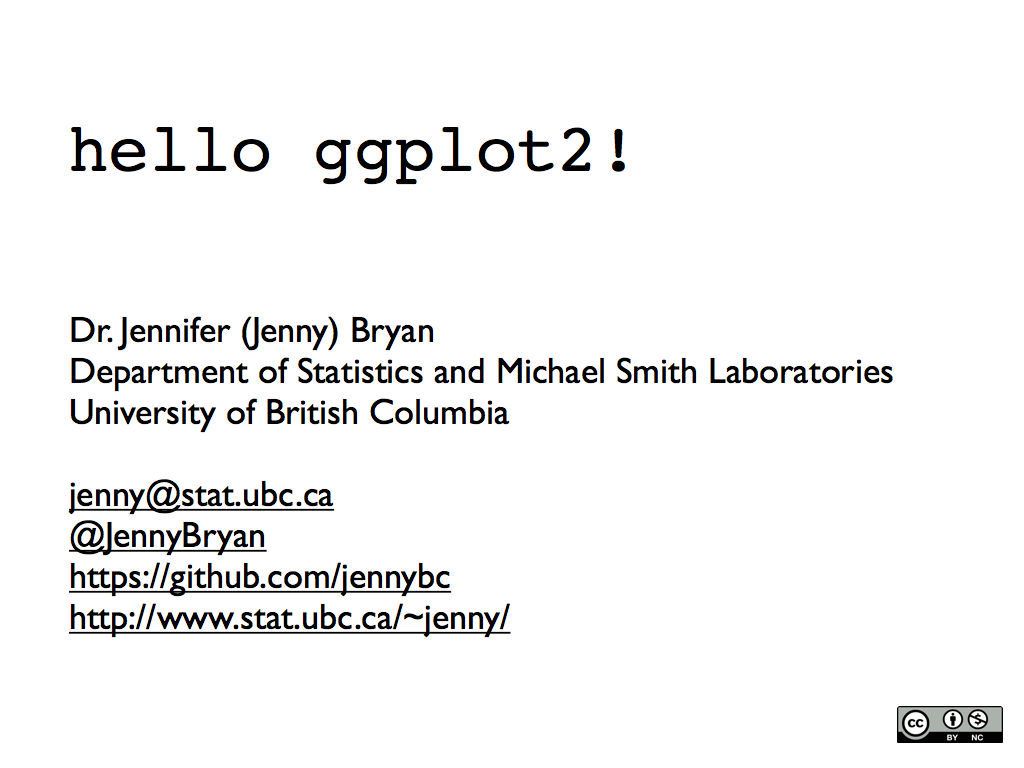 hello ggplot2!
Dr. Jennifer (Jenny) Bryan
Department of Statistics and Michael Smith Laboratories
University of British Columbia
jenny@stat.ubc.ca
@JennyBryan
https://github.com/jennybc
http://www.stat.ubc.ca/~jenny/
cc
BY NC